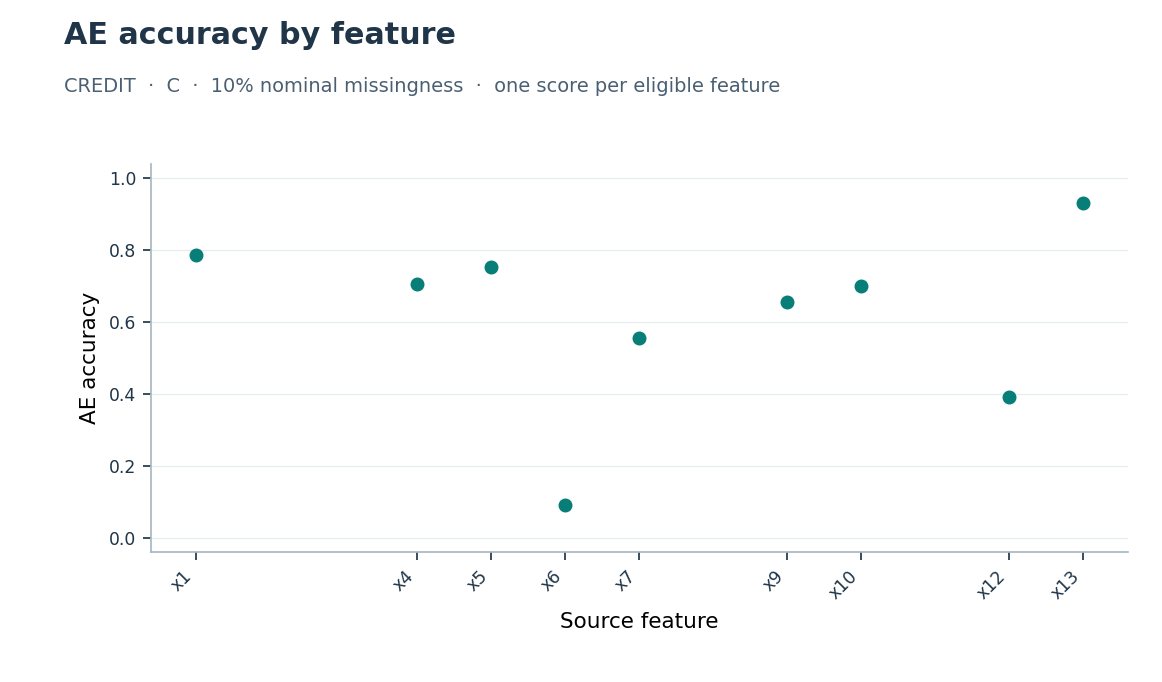 AE accuracy by feature
CREDIT · C · 10% nominal missingness · one score per eligible feature
AE accuracy
1.0
0.8
0.6
0.4
0.2
0.0
x1
x4
x5
x6
x7
x9
x10
x12
x13
Source feature